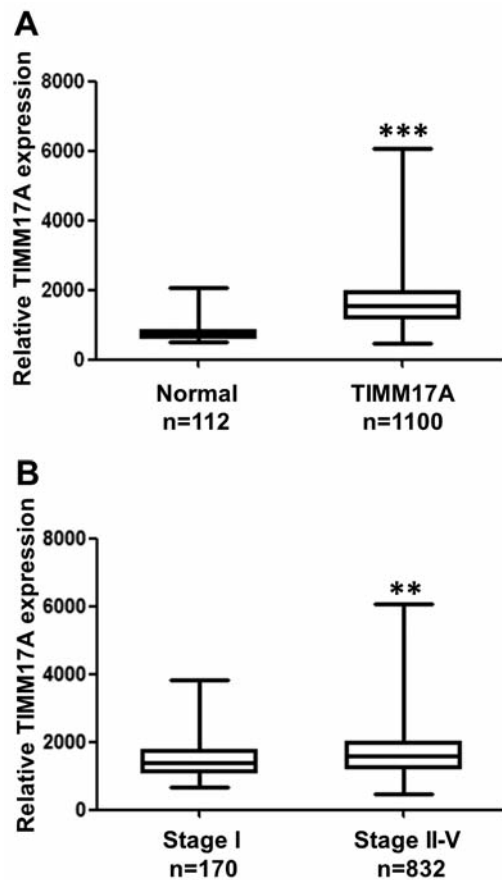 A
Relative TIMM17A expression
8000
6000
4000
2000
0
***
Normal
n=112
TIMM17A
n=1100
B
Relative TIMM17A expression
8000
6000
4000
2000
0
**
Stage I
n=170
Stage II-V
n=832